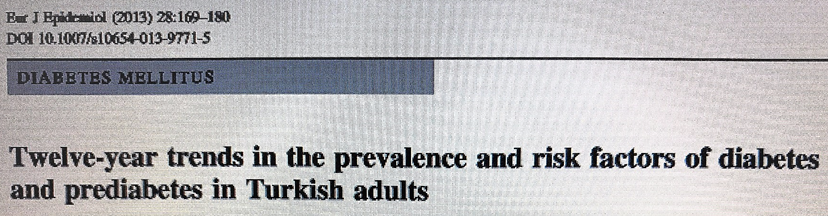 Eur J Epidemiol (2013) 28:169–180
DOI 10.1007/s10654-013-9771-5
DIABETES MELLITUS
Twelve-year trends in the prevalence and risk factors of diabetes
and prediabetes in Turkish adults